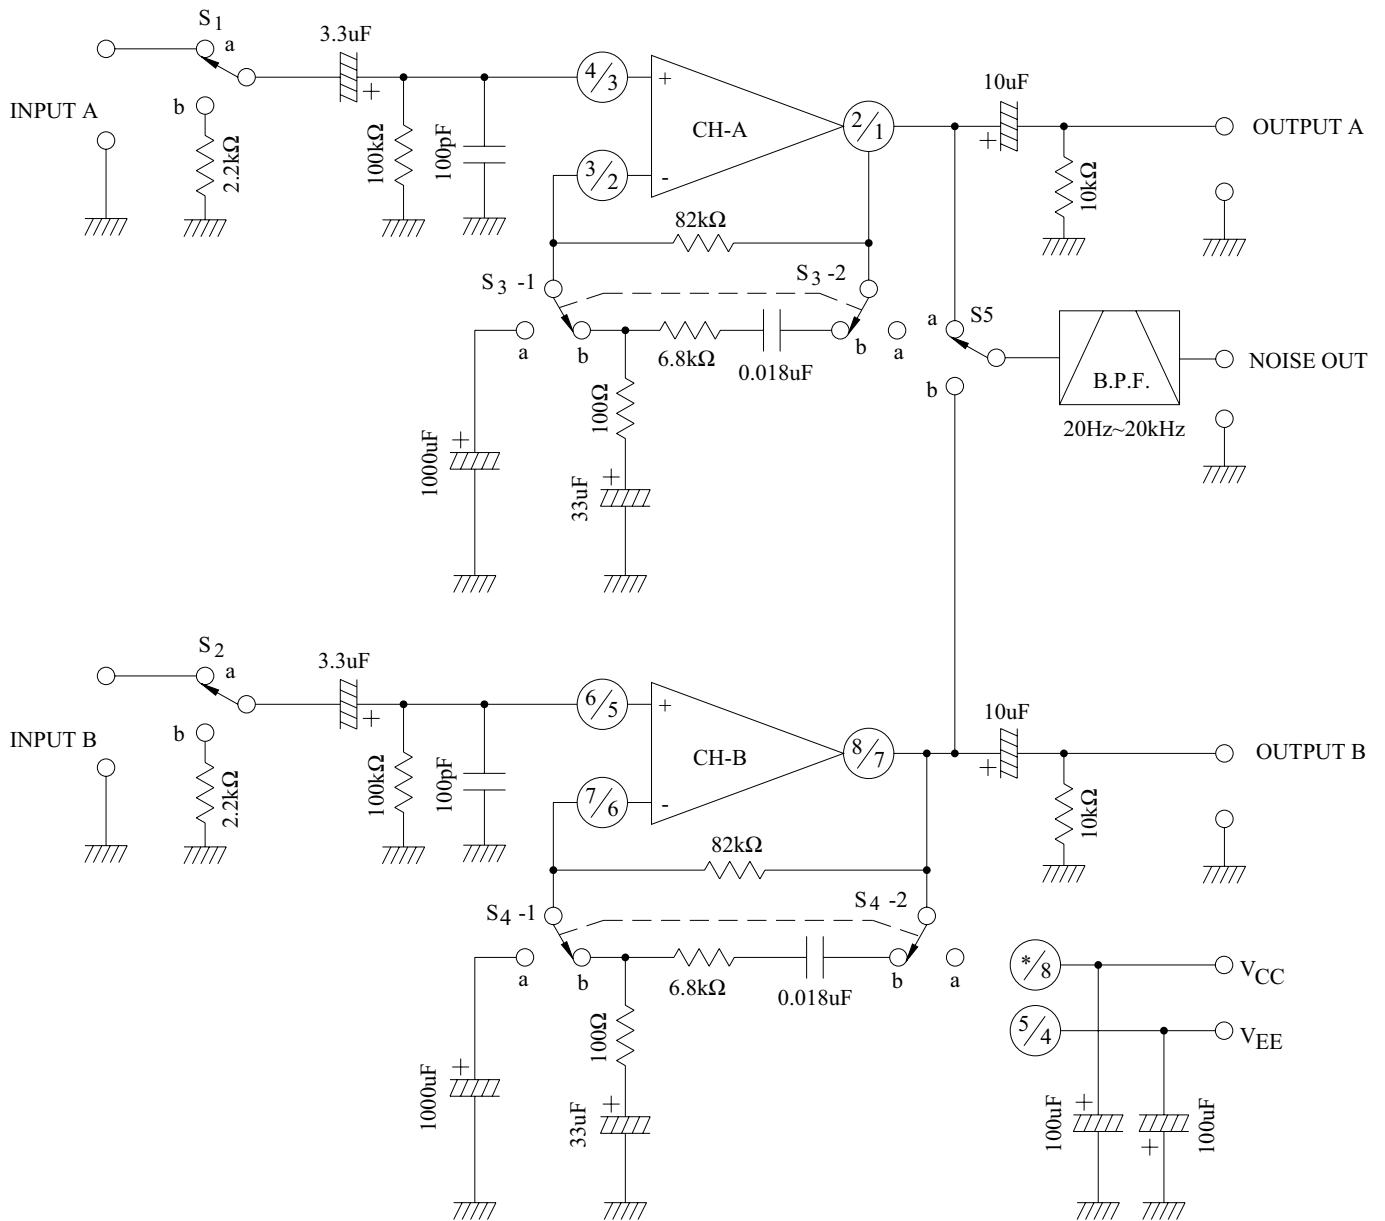 S1
a
3.3uF
+
INPUT A
b
2.2kΩ
100kΩ
100pF
4/3
+
CH-A
2/1
3/2
-
10uF
+
OUTPUT A
10kΩ
82kΩ
S3 -1
S3 -2
a
b
6.8kΩ
0.018uF
b
a
100Ω
1000uF
+
33uF
+
a
S5
b
B.P.F.
NOISE OUT
20Hz~20kHz
S2
a
3.3uF
+
INPUT B
b
2.2kΩ
100kΩ
100pF
6/5
+
CH-B
8/7
7/6
-
10uF
+
OUTPUT B
10kΩ
82kΩ
S4 -1
S4 -2
a
b
6.8kΩ
0.018uF
b
a
100Ω
1000uF
+
33uF
+
*/8
VCC
5/4
VEE
100uF
+
100uF
+